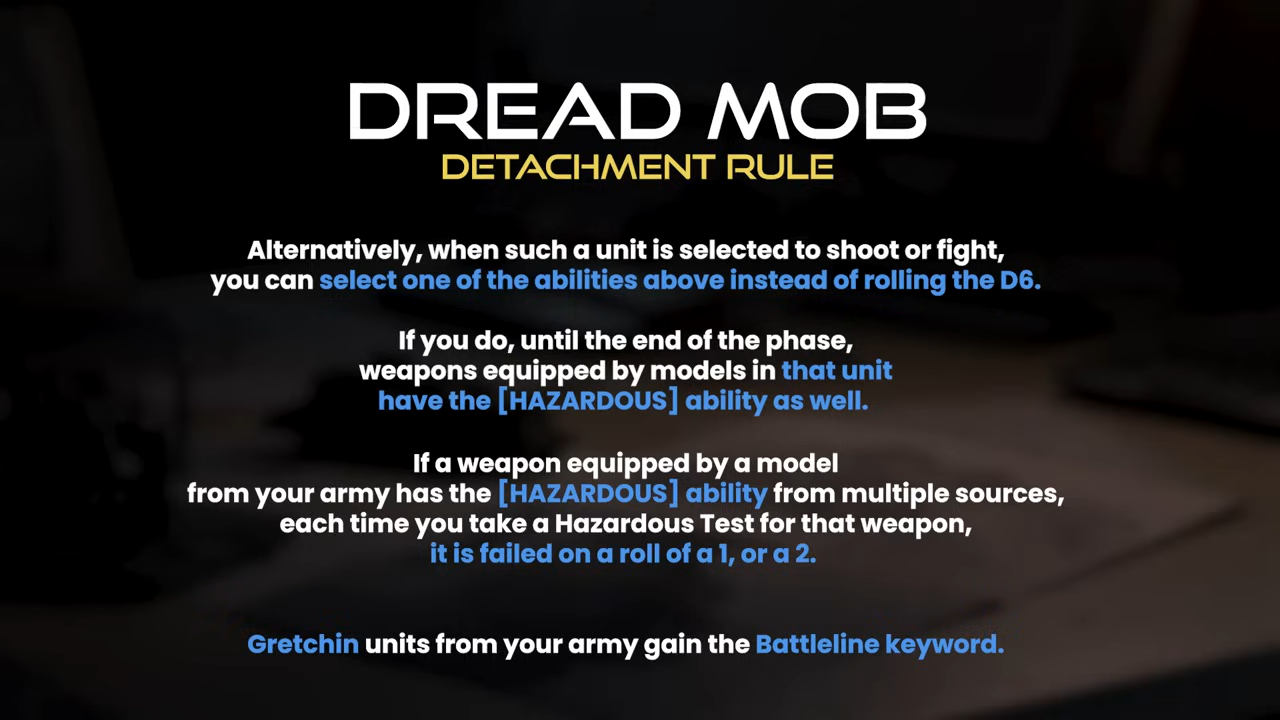 DREAD MOB
DETACHMENT RULE
Alternatively, when such a unit is selected to shoot or fight,
you can select one of the abilities above instead of rolling the D6.
If you do, until the end of the phase,
weapons equipped by models in that unit
have the [HAZARDOUS] ability as well.
If a weapon equipped by a model
from your army has the [HAZARDOUS] ability from multiple sources,
each time you take a Hazardous Test for that weapon,
it is failed on a roll of a 1, or a 2.
Gretchin units from your army gain the Battleline keyword.